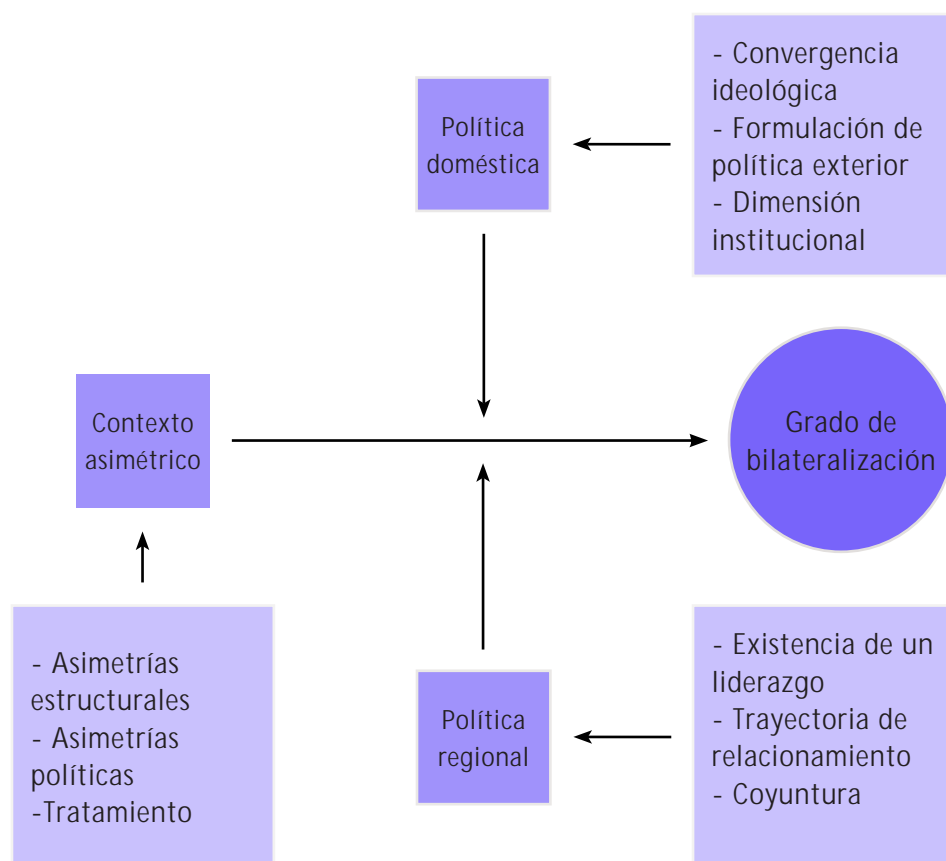 - Convergencia
ideológica
- Formulación de
política exterior
- Dimensión
institucional
Política
doméstica
Contexto
asimétrico
Grado de
bilateralización
- Asimetrías
estructurales
- Asimetrías
políticas
-Tratamiento
Política
regional
- Existencia de un
liderazgo
- Trayectoria de
relacionamiento
- Coyuntura